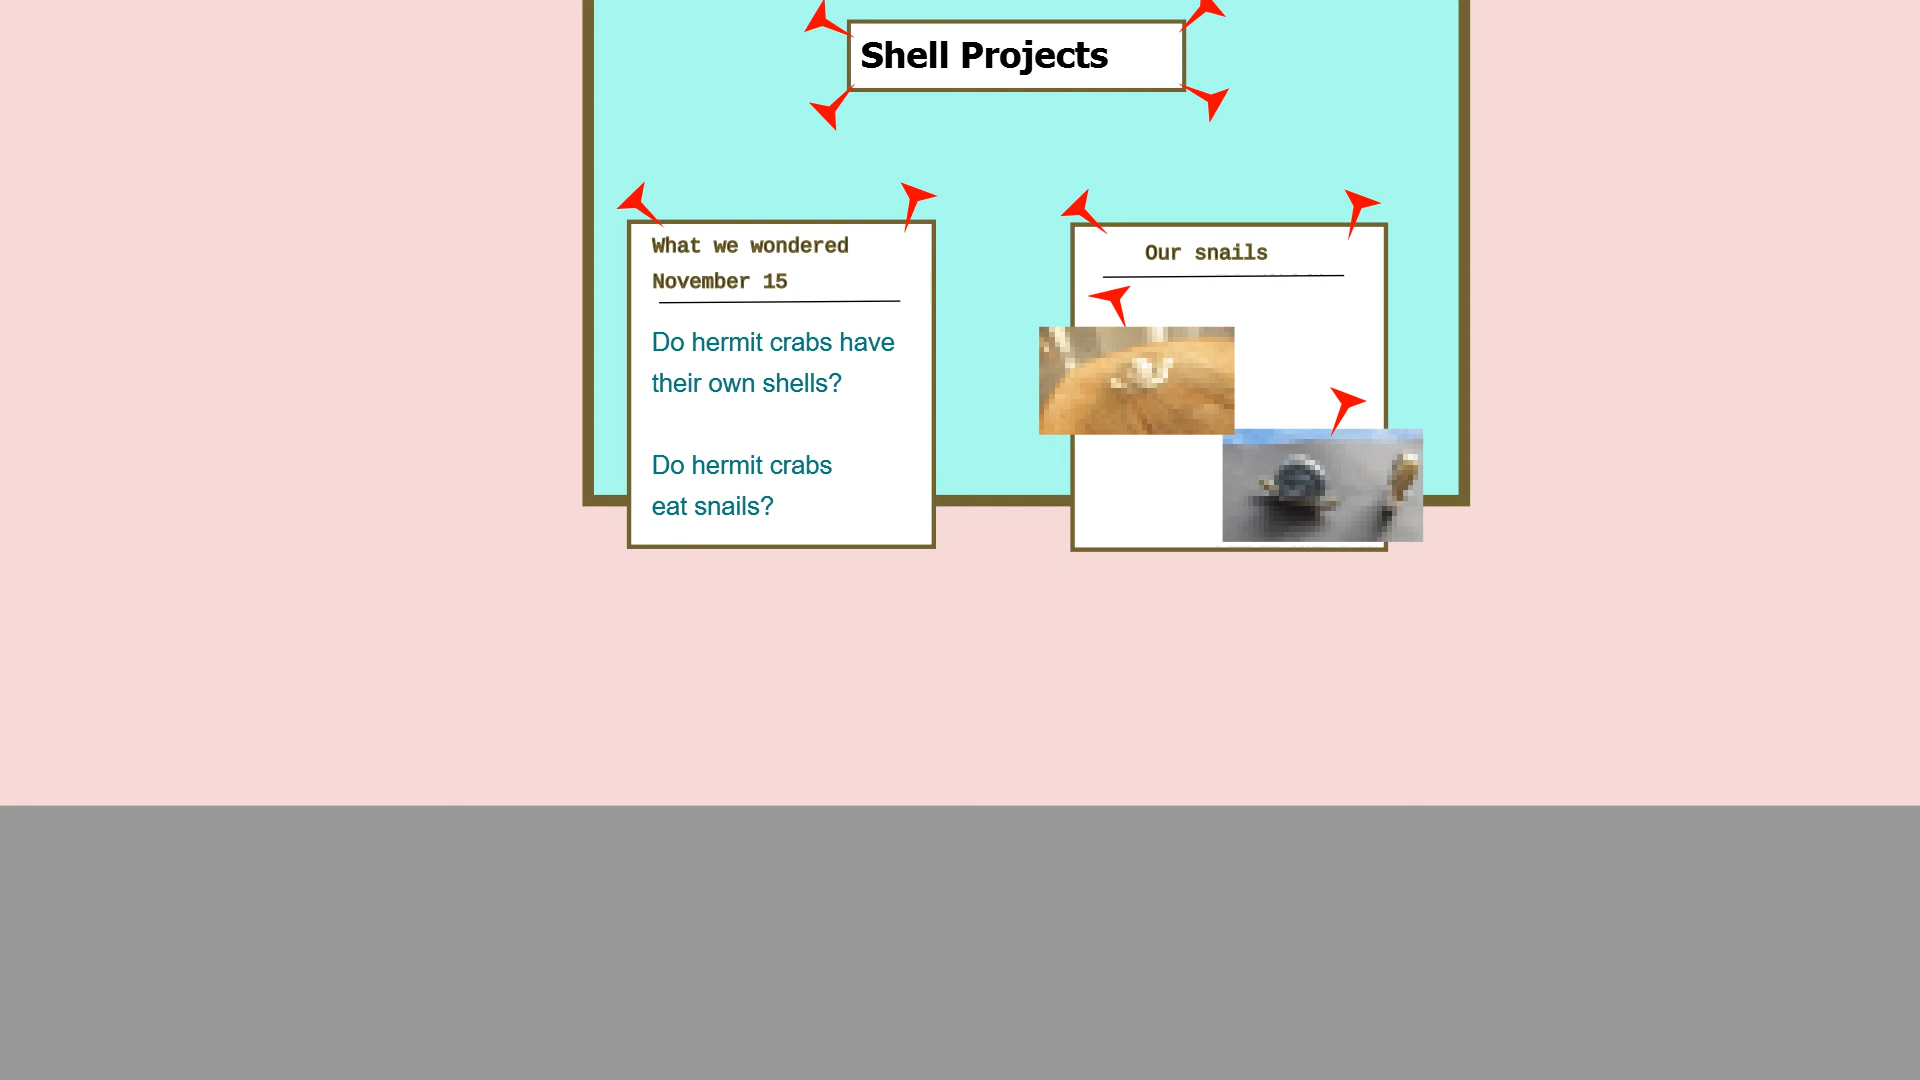 Shell Projects
What we wondered
November 15
Do hermit crabs have
their own shells?
Do hermit crabs
eat snails?
Our snails